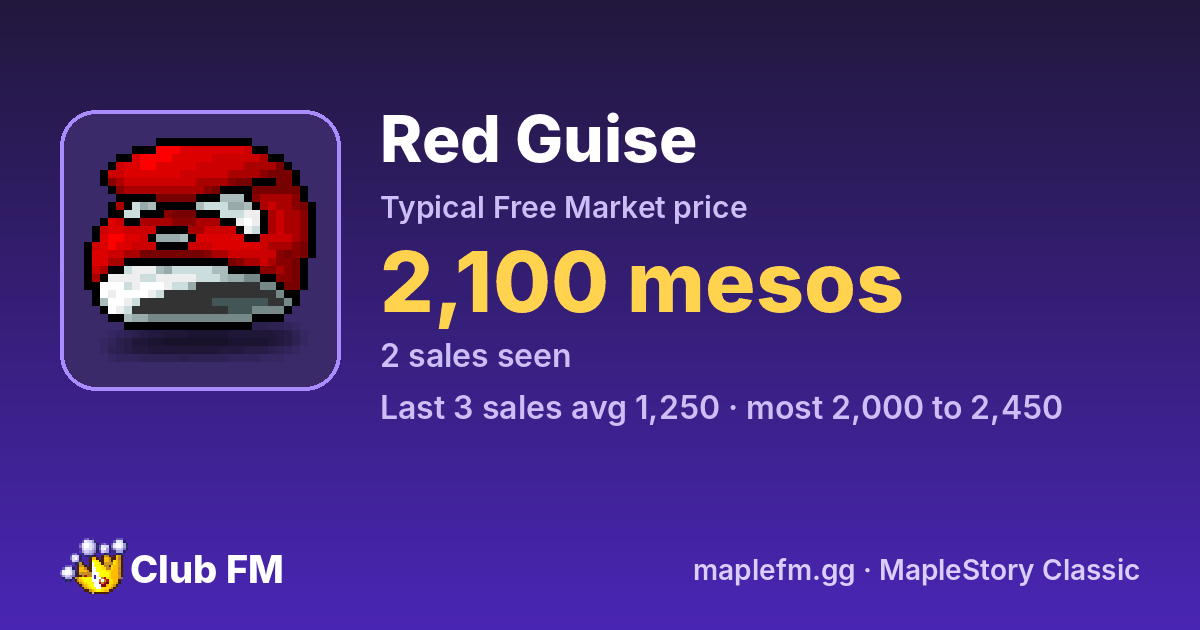 Red Guise
Typical Free Market price
2,100 mesos
2 sales seen
Last 3 sales avg 1,250 · most 2,000 to 2,450
Club FM
maplefm.gg · MapleStory Classic